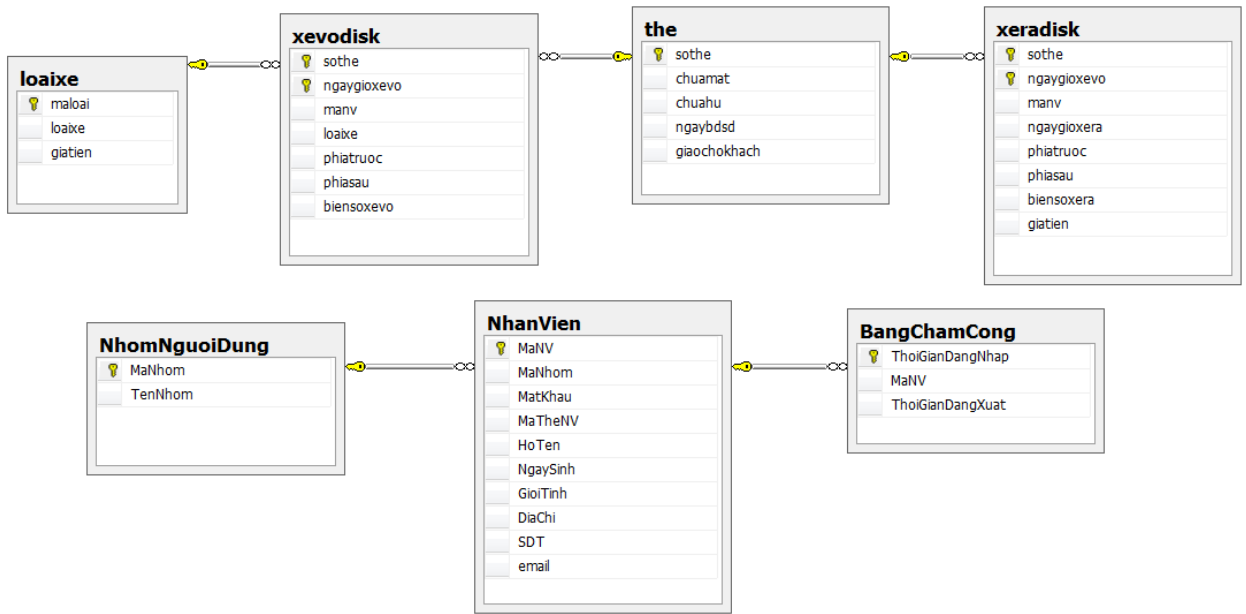 loaixe
maloai
loaixe
giatien
xevodisk
sothe
ngaygioxevo
manv
loaixe
phiatruoc
phiasau
biensoxevo
the
sothe
chuamat
chuahu
ngaybdsd
giaochokhach
xeradisk
sothe
ngaygioxevo
manv
ngaygioxera
phiatruoc
phiasau
biensoxera
giatien
NhomNguoiDung
MaNhom
TenNhom
NhanVien
MaNV
MaNhom
MatKhau
MaTheNV
HoTen
NgaySinh
GioiTinh
DiaChi
SDT
email
BangChamCong
ThoiGianDangNhap
MaNV
ThoiGianDangXuat